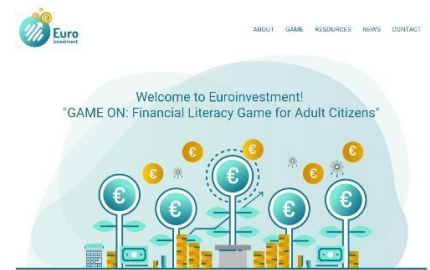 Euro
investment
ABOUT GAME RESOURCES NEWS CONTACT
Welcome to Euroinvestment!
"GAME ON: Financial Literacy Game for Adult Citizens"